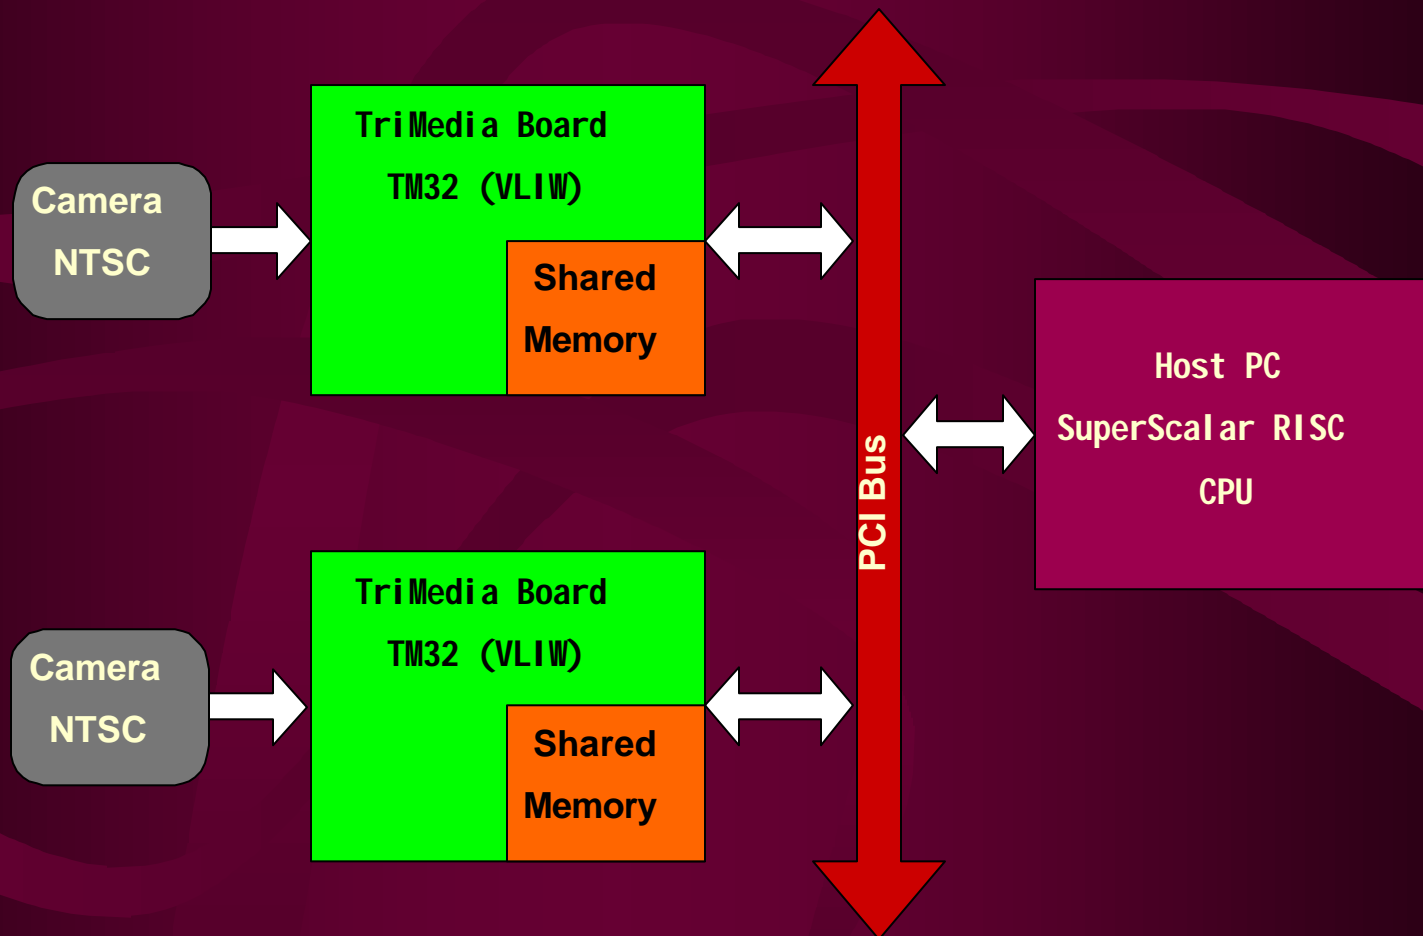 TriMedia Board
TM32 (VLIW)
Camera
NTSC
Shared
Memory
PCI Bus
Host PC
SuperScalar RISC
CPU
TriMedia Board
TM32 (VLIW)
Camera
NTSC
Shared
Memory